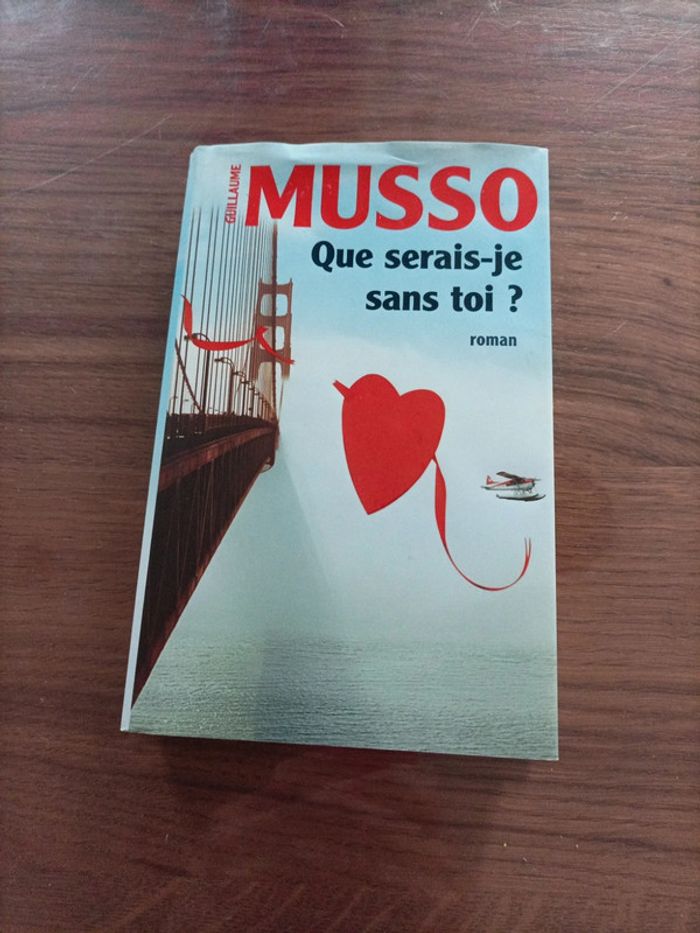 GUILLAUME
MUSSO
Que serais-je
sans toi ?
roman